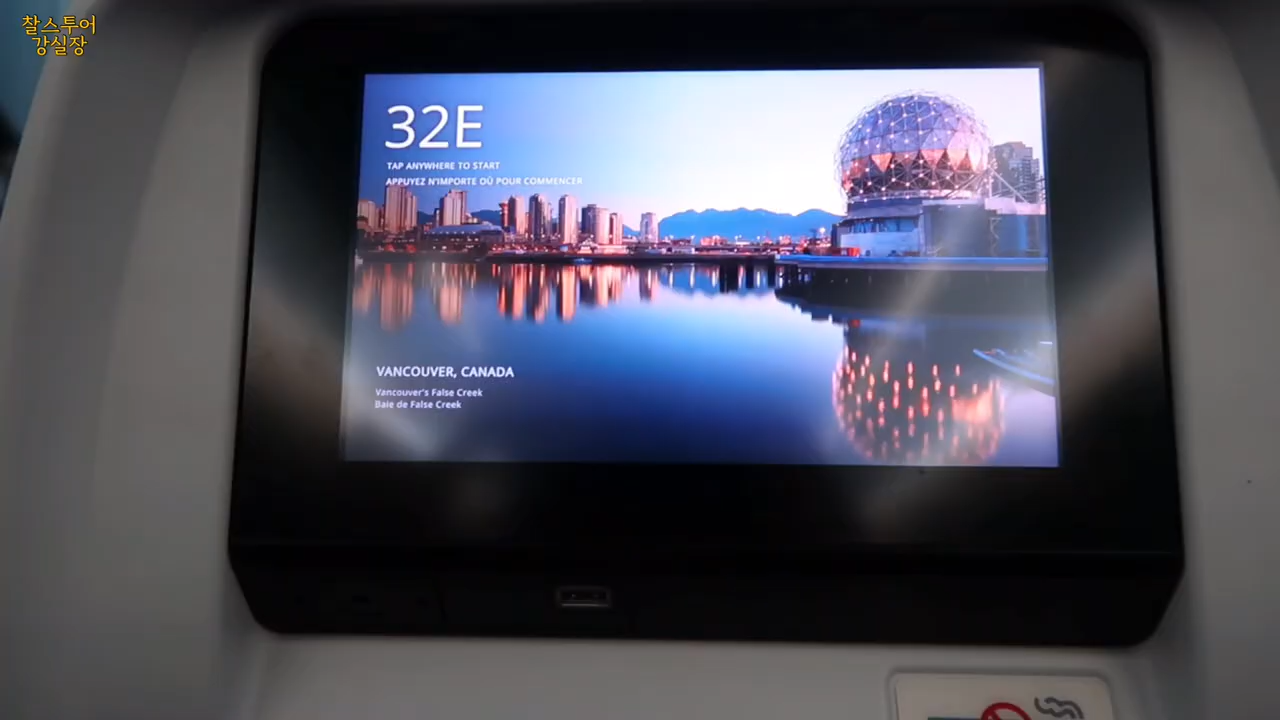 찰스투어
강실장
32E
TAP ANYWHERE TO START
APPUYEZ N'IMPORTE OÙ POUR COMMENCER
VANCOUVER, CANADA
Vancouver's False Creek
Baie de False Creek